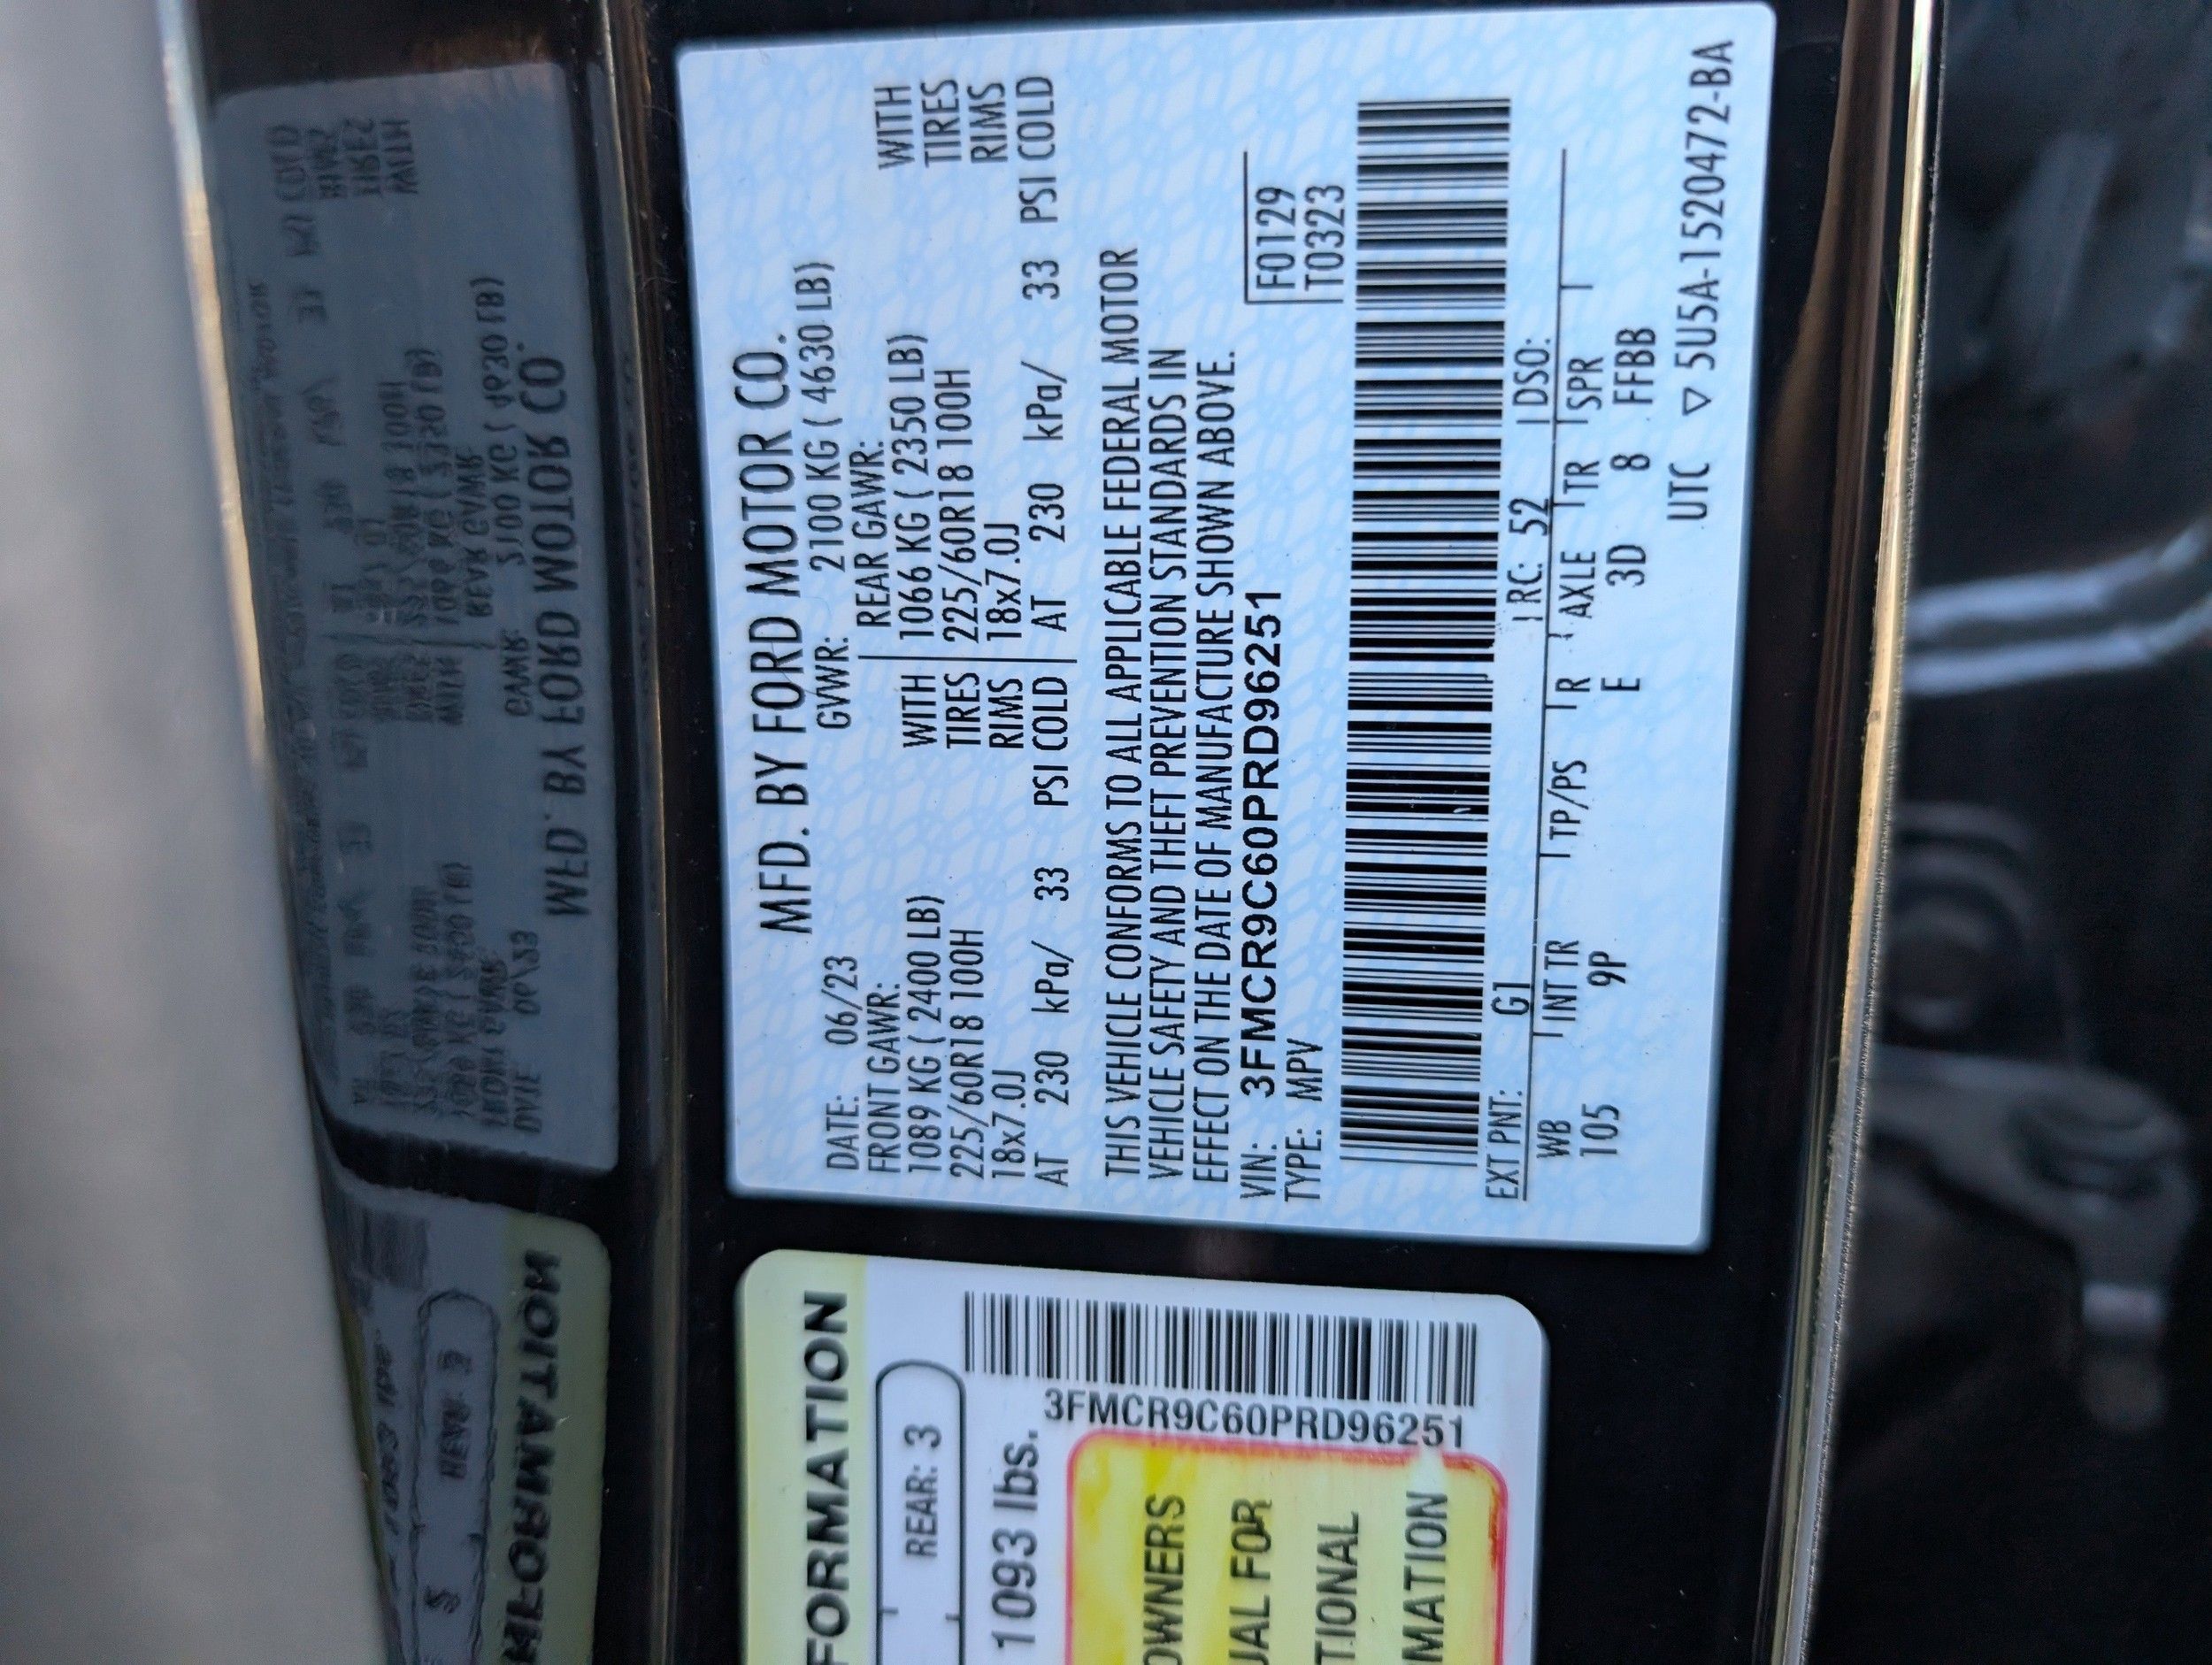 MFD. BY FORD MOTOR CO.
DATE: 06/23 GVWR: 2100 KG ( 4630 LB)
FRONT GAWR: REAR GAWR:
1089 KG ( 2400 LB) WITH 1066 KG ( 2350 LB) WITH
225/60R18 100H TIRES 225/60R18 100H TIRES
18x7.0J RIMS 18x7.0J RIMS
AT 230 kPa/ 33 PSI COLD AT 230 kPa/ 33 PSI COLD
THIS VEHICLE CONFORMS TO ALL APPLICABLE FEDERAL MOTOR
VEHICLE SAFETY AND THEFT PREVENTION STANDARDS IN
EFFECT ON THE DATE OF MANUFACTURE SHOWN ABOVE.
VIN: 3FMCR9C60PRD96251 F0129
TYPE: MPV T0323
EXT PNT: G1 RC: 52 DSO:
WB INT TR TP/PS R AXLE TR SPR
105 9P E 3D 8 FFBB
UTC ▽ 5U5A-1520472-BA
FORMATION
REAR: 3
1093 lbs.
3FMCR9C60PRD96251
OWNERS
UAL FOR
TIONAL
MATION